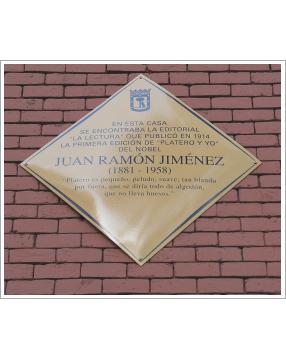 EN ESTA CASA
SE ENCONTRABA LA EDITORIAL
"LA LECTURA" QUE PUBLICÓ EN 1914
LA PRIMERA EDICIÓN DE "PLATERO Y YO"
DEL NOBEL
JUAN RAMÓN JIMÉNEZ
(1881 - 1958)
"Platero es pequeño, peludo, suave; tan blando
por fuera, que se diría todo de algodón,
que no lleva huesos."